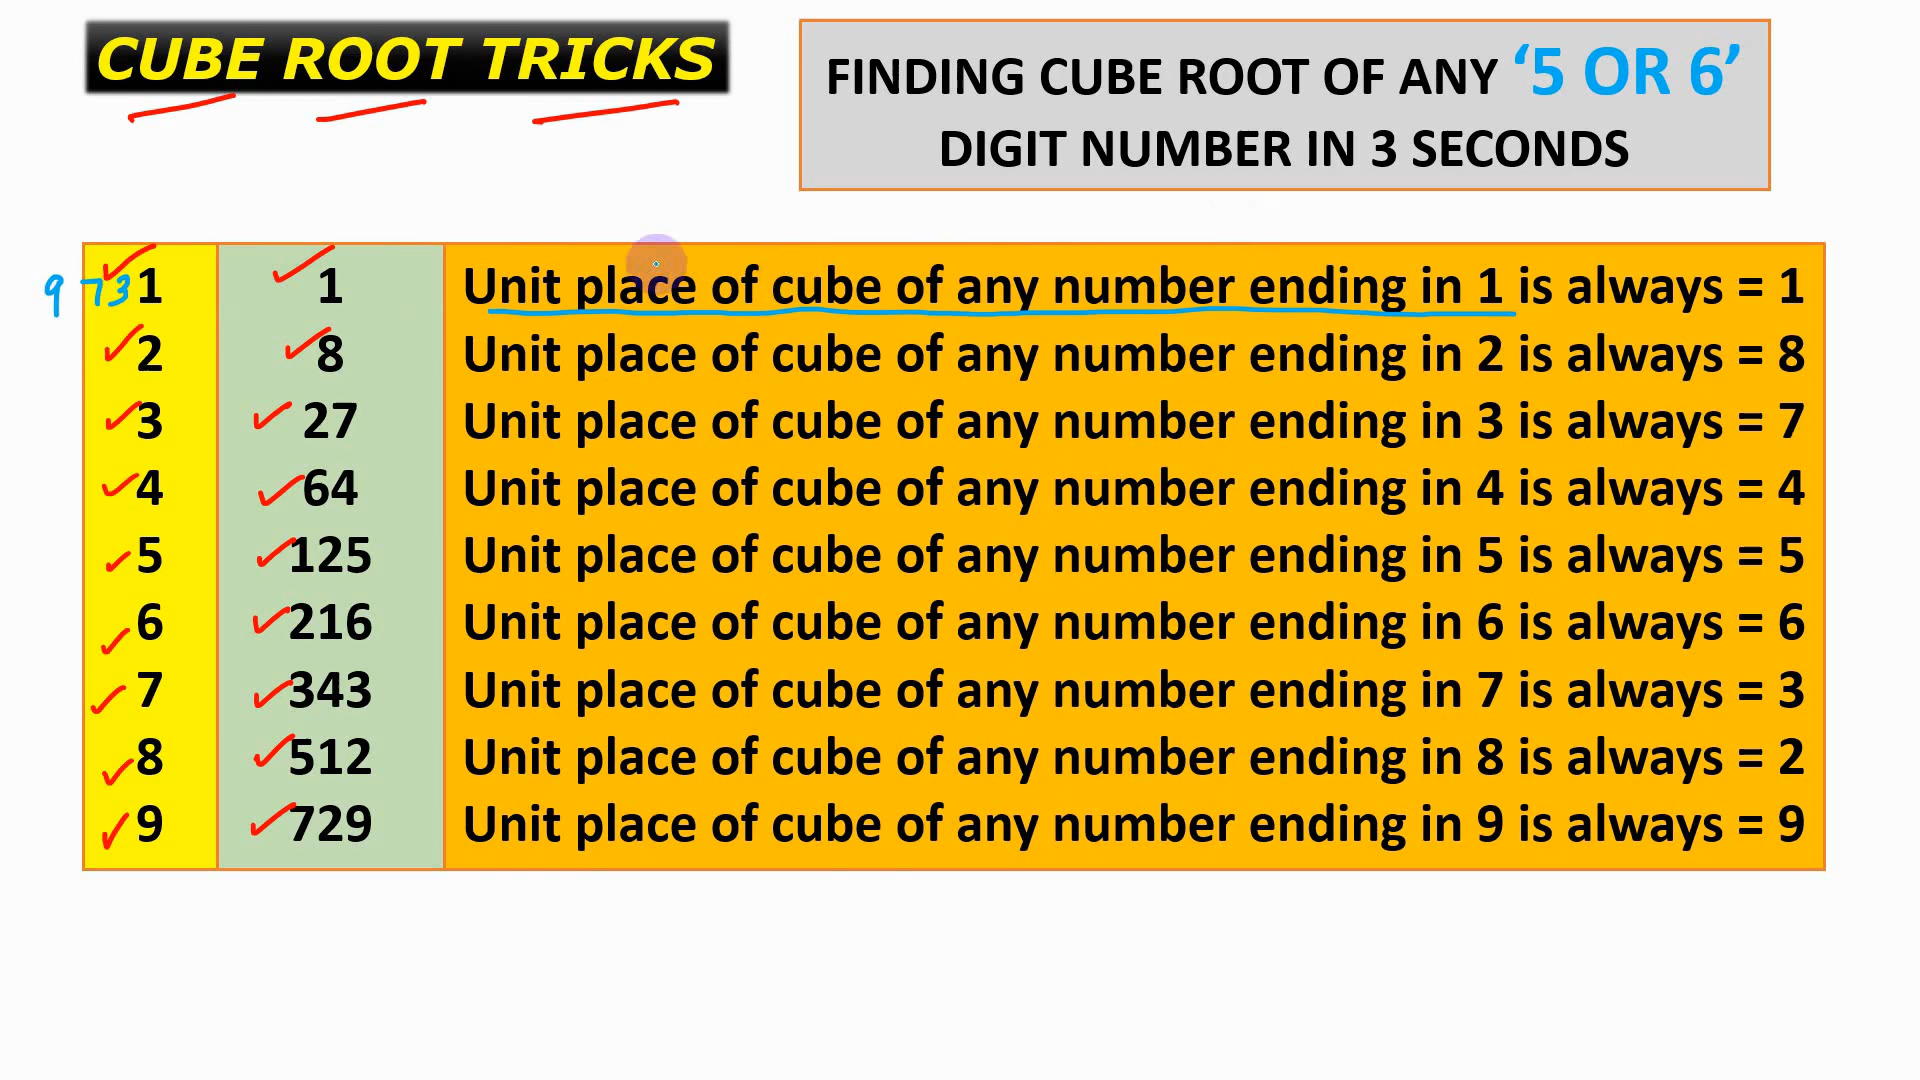 CUBE ROOT TRICKS
FINDING CUBE ROOT OF ANY ‘5 OR 6’
DIGIT NUMBER IN 3 SECONDS
9 73 1 1 Unit place of cube of any number ending in 1 is always = 1
2 8 Unit place of cube of any number ending in 2 is always = 8
3 27 Unit place of cube of any number ending in 3 is always = 7
4 64 Unit place of cube of any number ending in 4 is always = 4
5 125 Unit place of cube of any number ending in 5 is always = 5
6 216 Unit place of cube of any number ending in 6 is always = 6
7 343 Unit place of cube of any number ending in 7 is always = 3
8 512 Unit place of cube of any number ending in 8 is always = 2
9 729 Unit place of cube of any number ending in 9 is always = 9